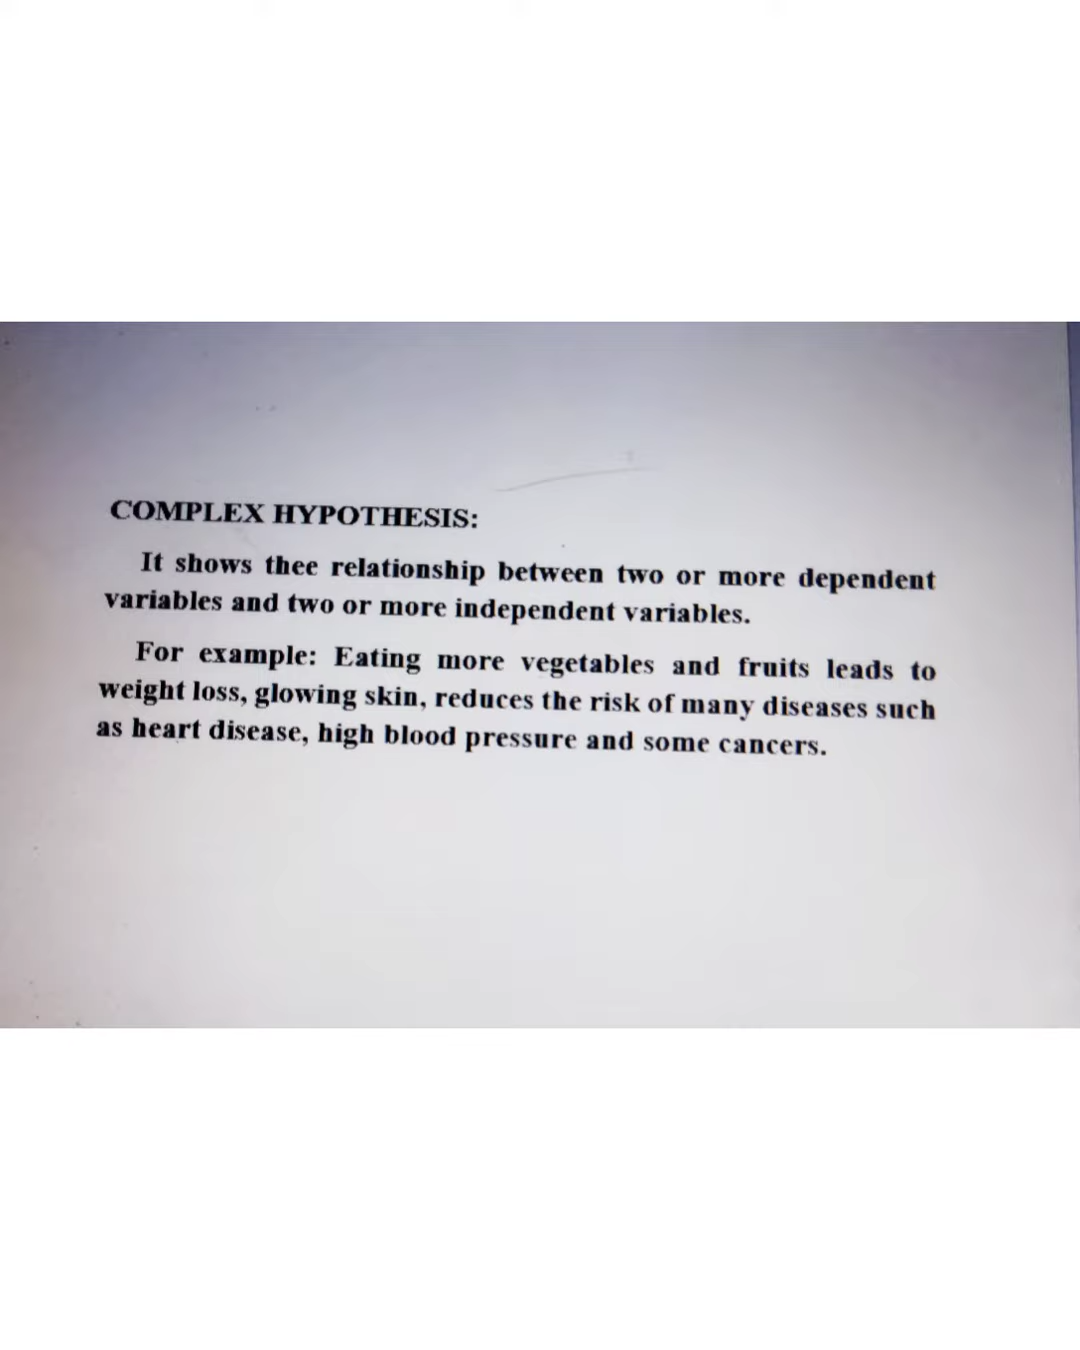 COMPLEX HYPOTHESIS:
It shows thee relationship between two or more dependent
variables and two or more independent variables.
For example: Eating more vegetables and fruits leads to
weight loss, glowing skin, reduces the risk of many diseases such
as heart disease, high blood pressure and some cancers.